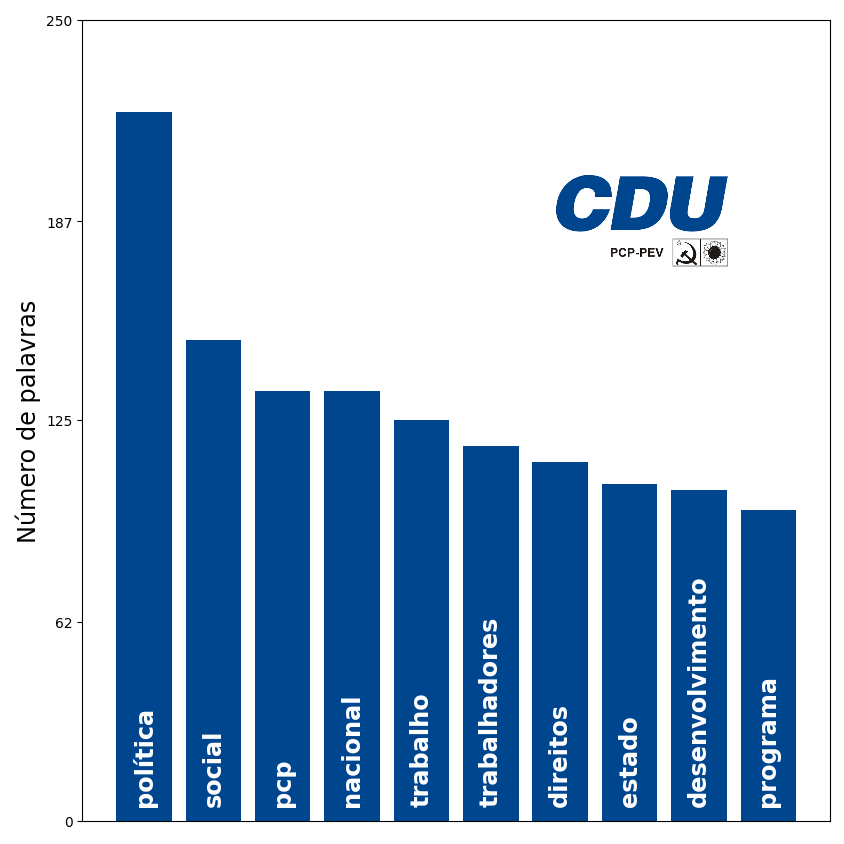 250
187
125
62
0
Número de palavras
CDU
PCP-PEV
política
social
pcp
nacional
trabalho
trabalhadores
direitos
estado
desenvolvimento
programa